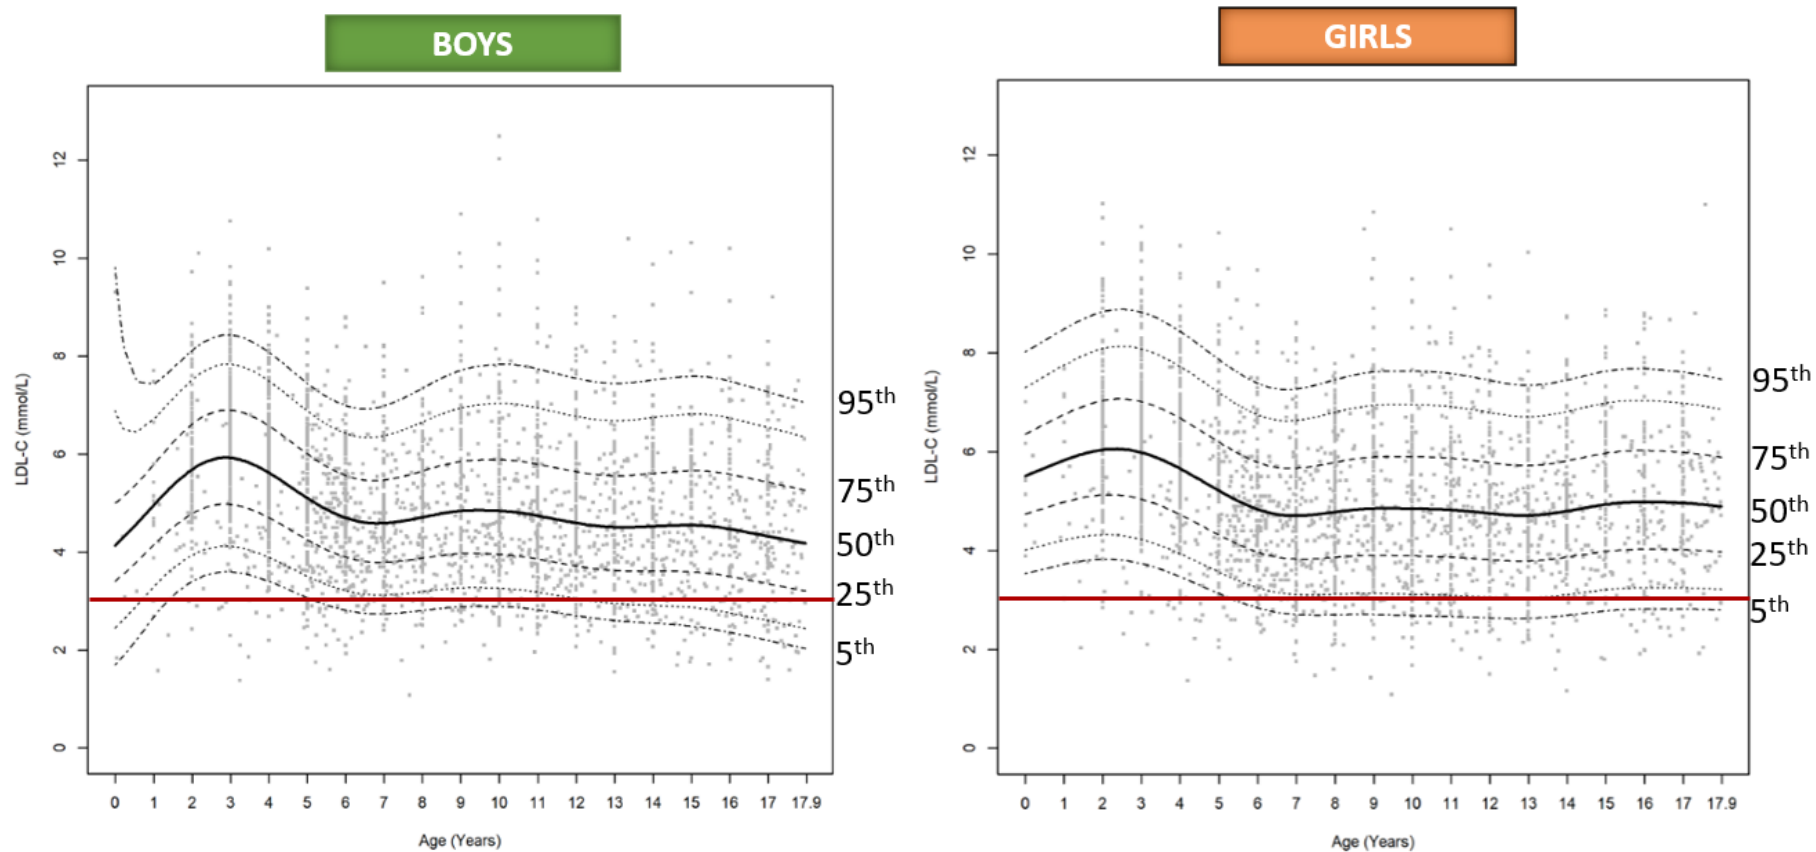 BOYS
LDL-C (mmol/L)
12
10
8
6
4
2
0
0 1 2 3 4 5 6 7 8 9 10 11 12 13 14 15 16 17 17.9
Age (Years)
95th
75th
50th
25th
5th
GIRLS
LDL-C (mmol/L)
12
10
8
6
4
2
0
0 1 2 3 4 5 6 7 8 9 10 11 12 13 14 15 16 17 17.9
Age (Years)
95th
75th
50th
25th
5th